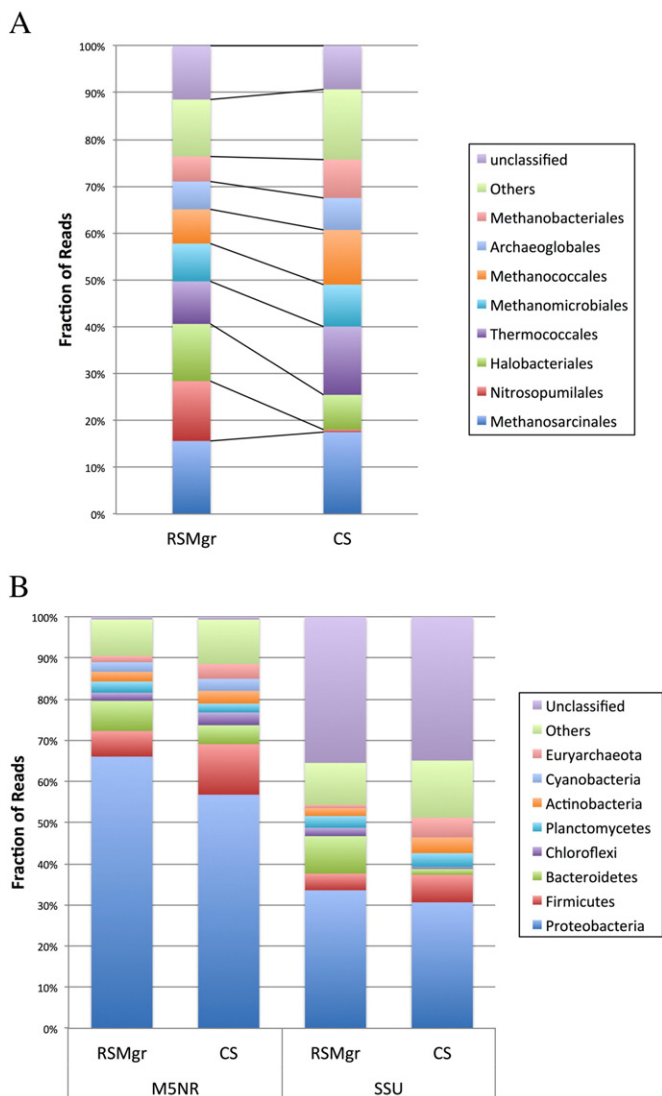 A
100%
90%
80%
70%
60%
50%
40%
30%
20%
10%
0%
Fraction of Reads
RSMgr CS
unclassified
Others
Methanobacteriales
Archaeoglobales
Methanococcales
Methanomicrobiales
Thermococcales
Halobacteriales
Nitrosopumilales
Methanosarcinales
B
100%
90%
80%
70%
60%
50%
40%
30%
20%
10%
0%
Fraction of Reads
RSMgr CS RSMgr CS
M5NR SSU
Unclassified
Others
Euryarchaeota
Cyanobacteria
Actinobacteria
Planctomycetes
Chloroflexi
Bacteroidetes
Firmicutes
Proteobacteria